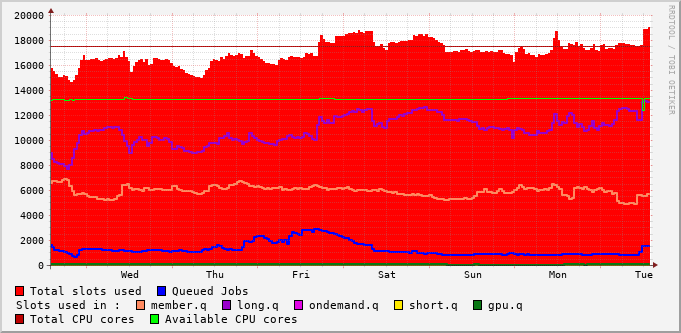 20000
18000
16000
14000
12000
10000
8000
6000
4000
2000
0
Wed Thu Fri Sat Sun Mon Tue
RRDTOOL / TOBI OETIKER
Total slots used Queued Jobs
Slots used in : member.q long.q ondemand.q short.q gpu.q
Total CPU cores Available CPU cores